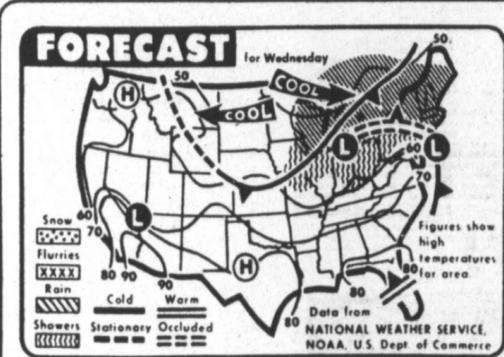 FORECAST
for Wednesday
50
50
COOL
COOL
H
L
L
60
70
60
70
L
H
80
90
90
80
80
80
Snow
Flurries
Rain
Showers
Cold
Warm
Stationary
Occluded
Figures show
high
temperatures
for area.
Data from
NATIONAL WEATHER SERVICE,
NOAA, U.S. Dept. of Commerce